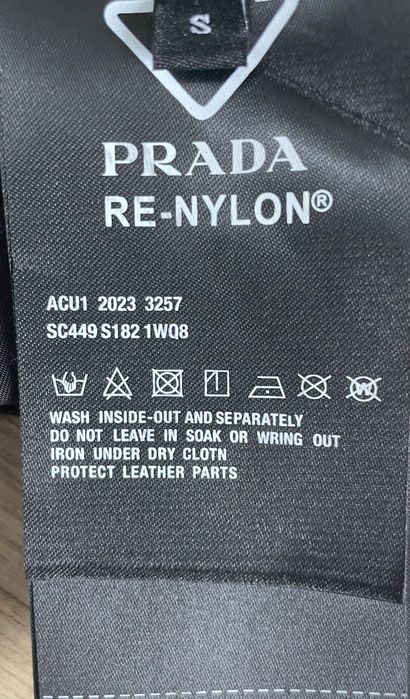 S
PRADA
RE-NYLON®
ACU1 2023 3257
SC449 S182 1WQ8
WASH INSIDE-OUT AND SEPARATELY
DO NOT LEAVE IN SOAK OR WRING OUT
IRON UNDER DRY CLOTN
PROTECT LEATHER PARTS